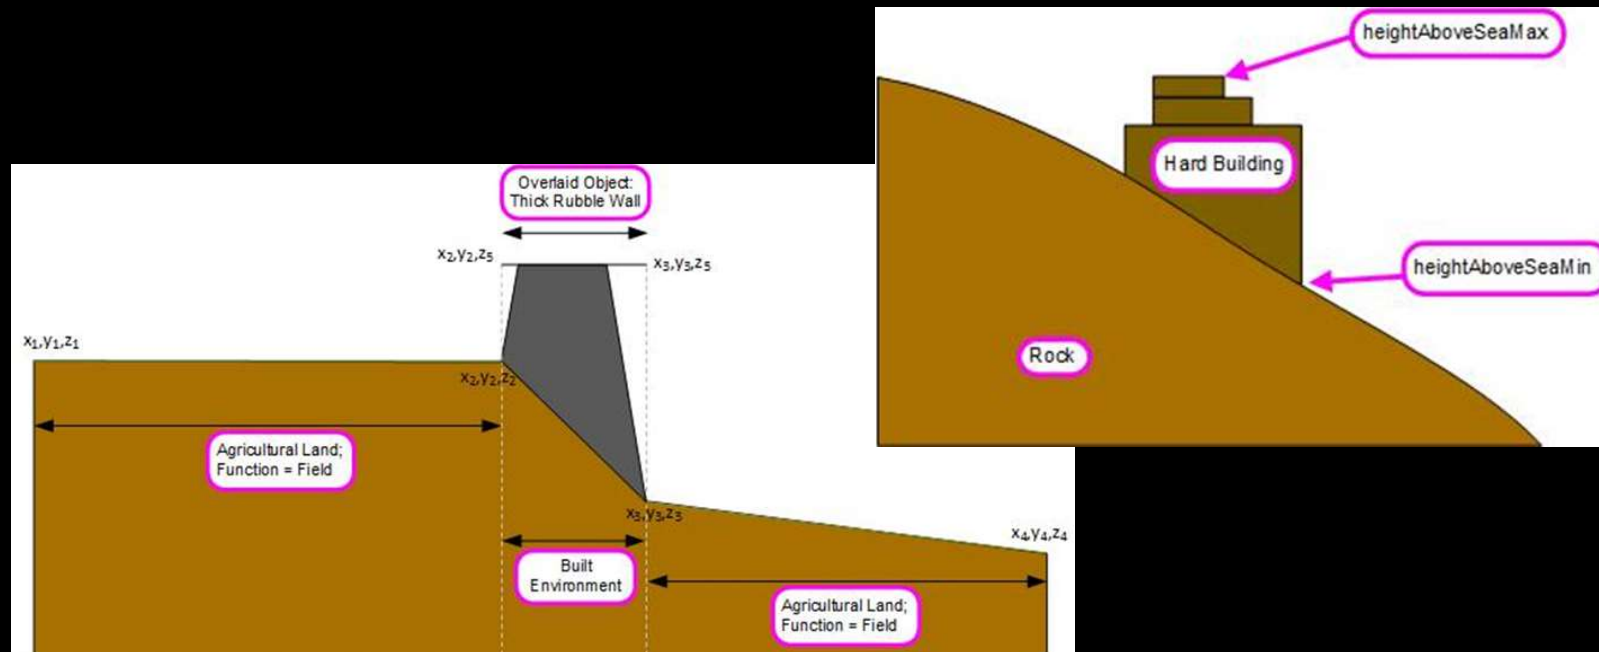 heightAboveSeaMax
Hard Building
heightAboveSeaMin
Rock
Overlaid Object:
Thick Rubble Wall
x₂,y₂,z₅
x₃,y₃,z₅
x₁,y₁,z₁
x₂,y₂,z₂
Agricultural Land;
Function = Field
x₃,y₃,z₃
x₄,y₄,z₄
Built
Environment
Agricultural Land;
Function = Field